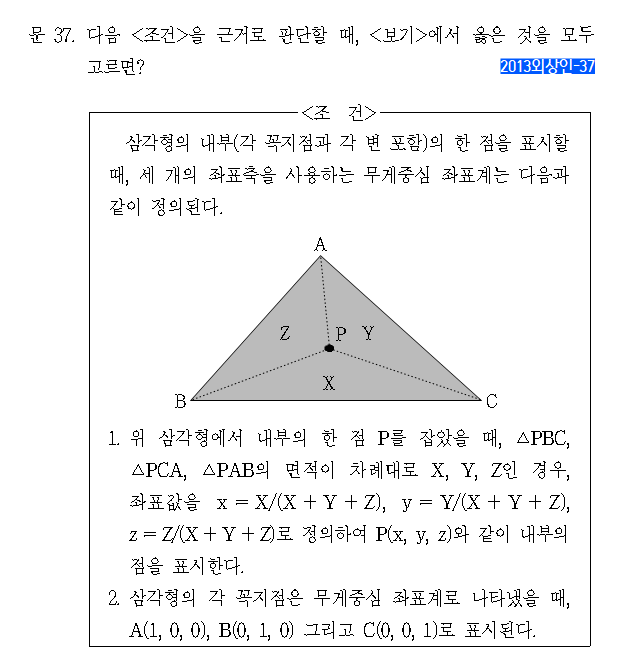 문 37. 다음 <조건>을 근거로 판단할 때, <보기>에서 옳은 것을 모두
고르면?
2013외상인-37
<조 건>
삼각형의 내부(각 꼭지점과 각 변 포함)의 한 점을 표시할
때, 세 개의 좌표축을 사용하는 무게중심 좌표계는 다음과
같이 정의된다.
A
Z P Y
X
B C
1. 위 삼각형에서 내부의 한 점 P를 잡았을 때, △PBC,
△PCA, △PAB의 면적이 차례대로 X, Y, Z인 경우,
좌표값을 x = X/(X + Y + Z), y = Y/(X + Y + Z),
z = Z/(X + Y + Z)로 정의하여 P(x, y, z)와 같이 내부의
점을 표시한다.
2. 삼각형의 각 꼭지점은 무게중심 좌표계로 나타냈을 때,
A(1, 0, 0), B(0, 1, 0) 그리고 C(0, 0, 1)로 표시된다.